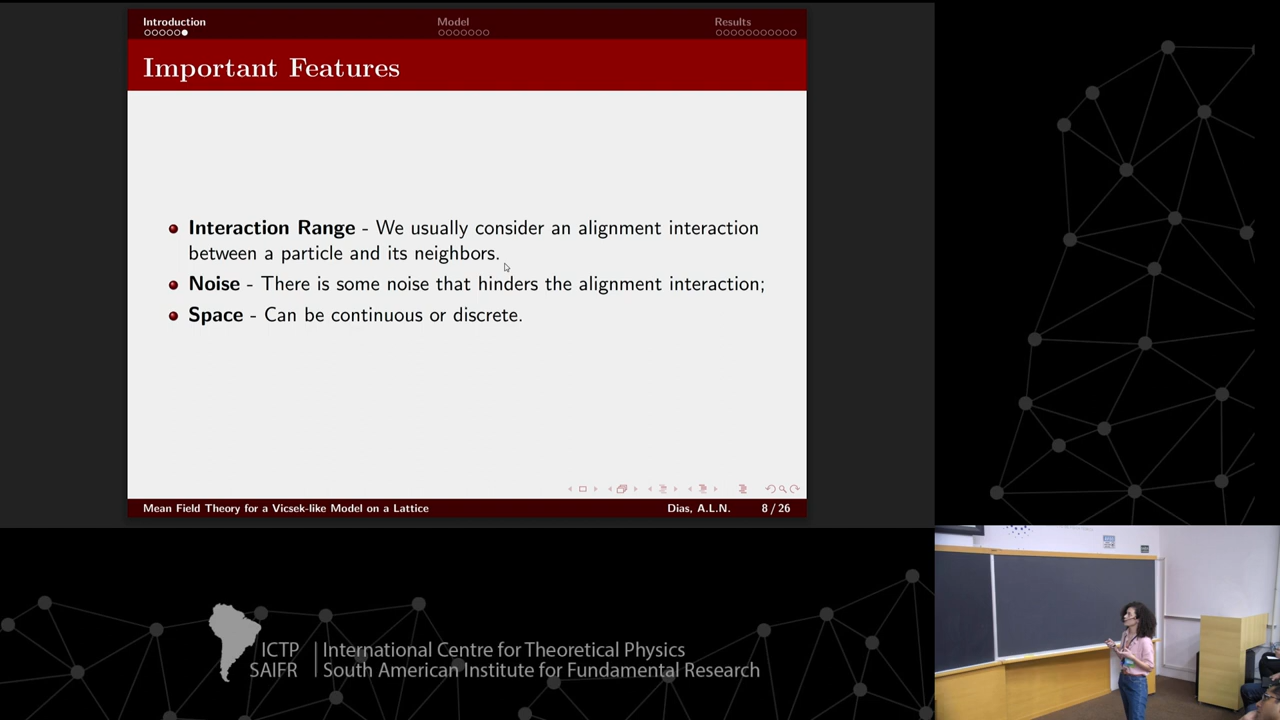 Introduction
Model
Results
Important Features
Interaction Range - We usually consider an alignment interaction
between a particle and its neighbors.
Noise - There is some noise that hinders the alignment interaction;
Space - Can be continuous or discrete.
Mean Field Theory for a Vicsek-like Model on a Lattice
Dias, A.L.N.
8 / 26
ICTP
SAIFR
International Centre for Theoretical Physics
South American Institute for Fundamental Research